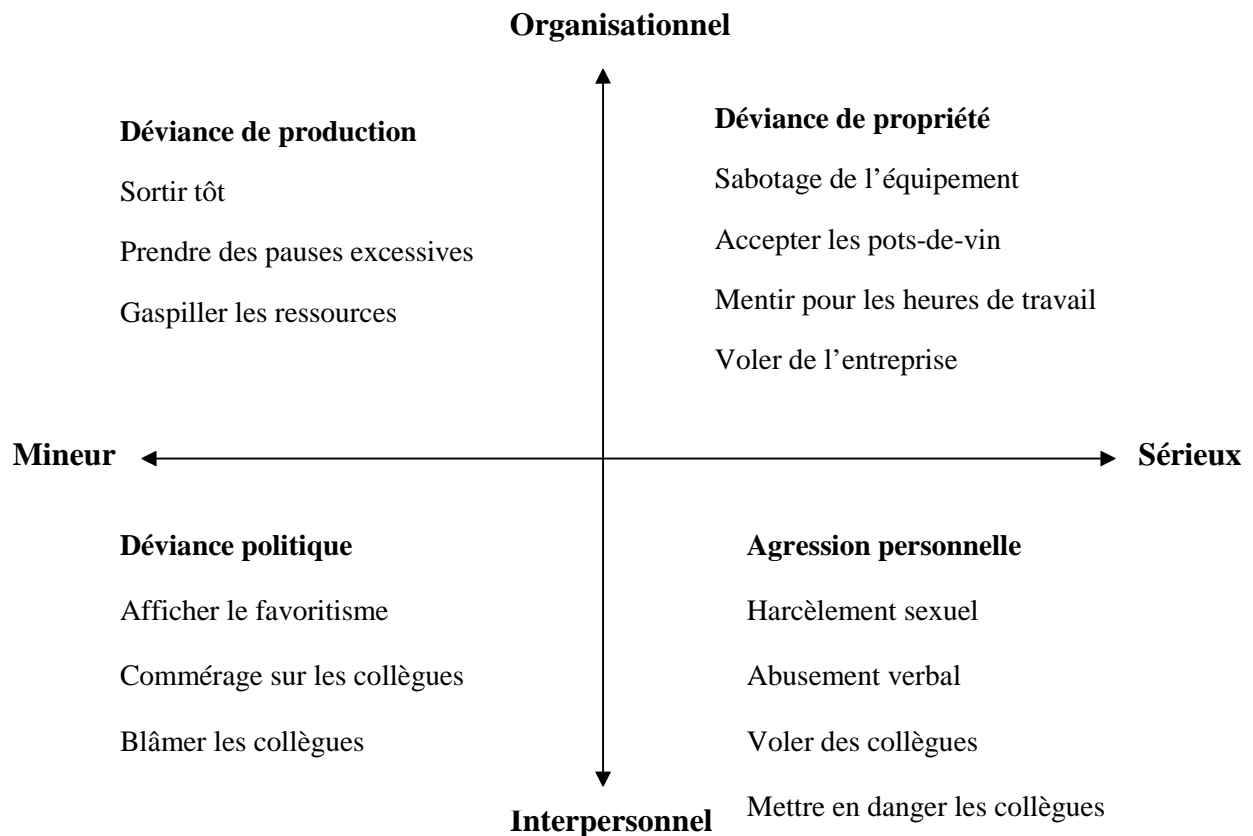 Organisationnel
Déviance de production
Sortir tôt
Prendre des pauses excessives
Gaspiller les ressources
Déviance de propriété
Sabotage de l’équipement
Accepter les pots-de-vin
Mentir pour les heures de travail
Voler de l’entreprise
Mineur
Sérieux
Déviance politique
Afficher le favoritisme
Commérage sur les collègues
Blâmer les collègues
Agression personnelle
Harcèlement sexuel
Abusement verbal
Voler des collègues
Mettre en danger les collègues
Interpersonnel